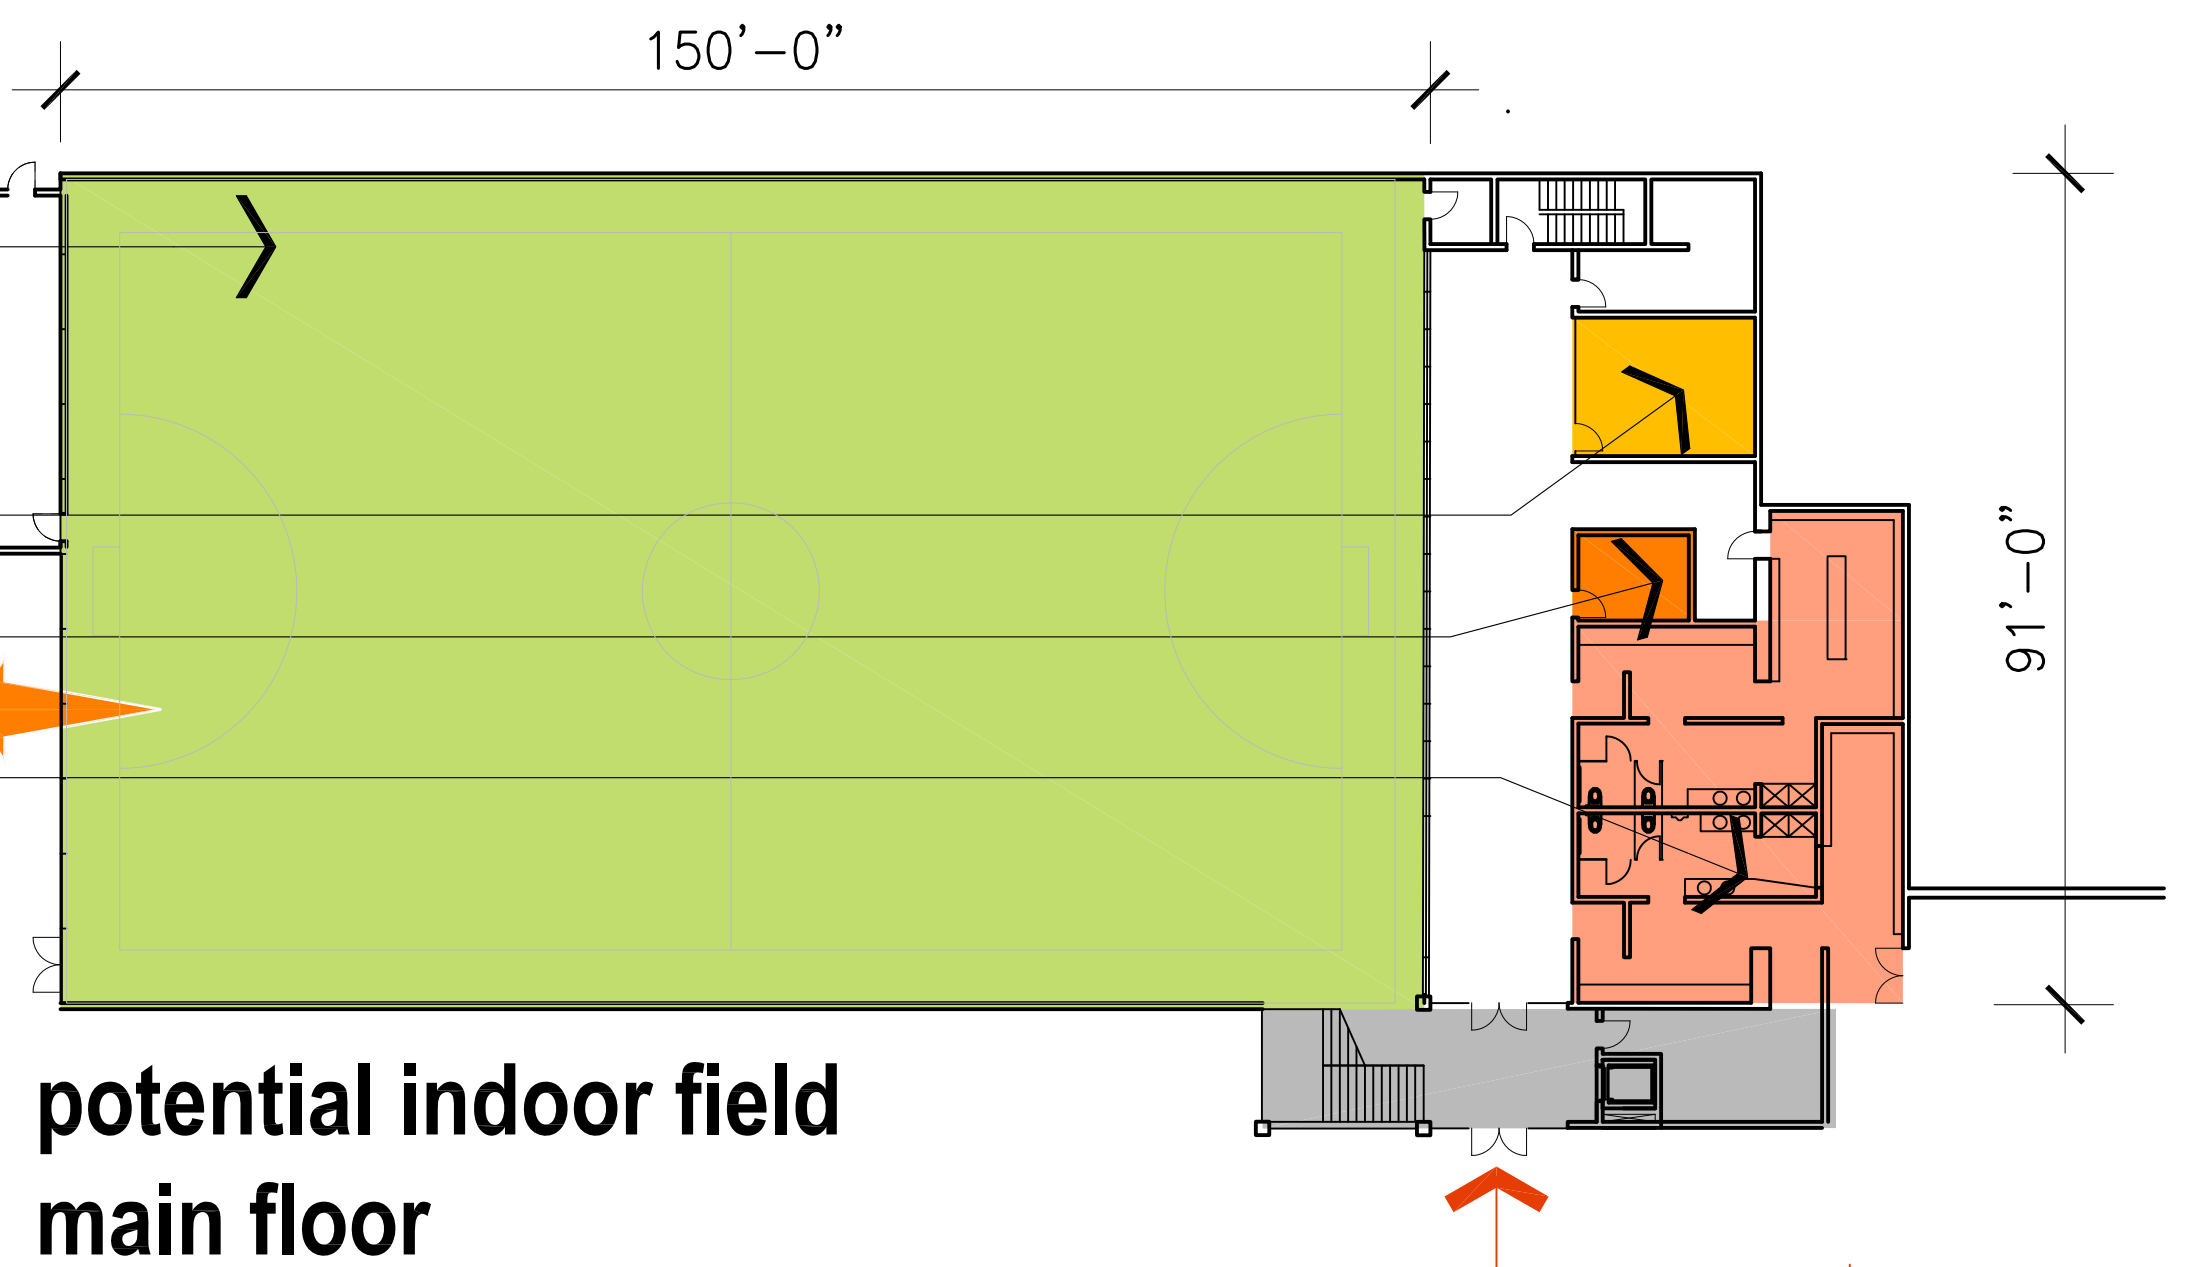 150’-0”
91’-0”
potential indoor field
main floor